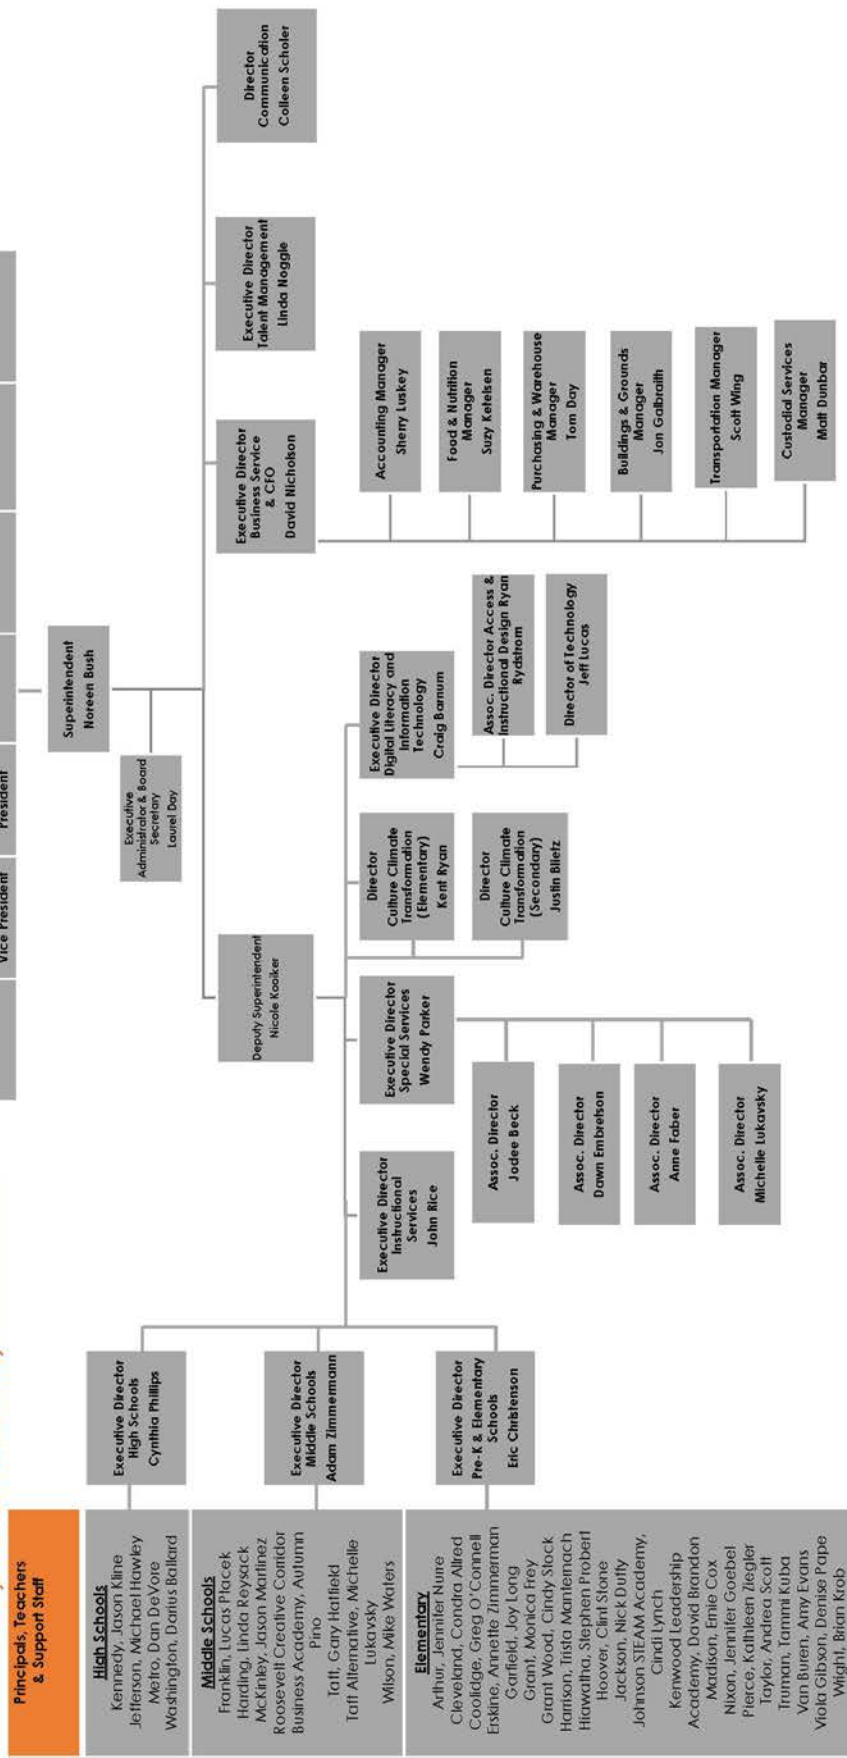 Vice President
President
Superintendent
Noreen Bush
Executive
Administrator & Board
Secretary
Laurel Day
Deputy Superintendent
Nicole Kooiker
Executive Director
Business Service
& CFO
David Nicholson
Executive Director
Talent Management
Linda Noggle
Director
Communication
Colleen Scholer
Executive Director
Instructional
Services
John Rice
Executive Director
Special Services
Wendy Parker
Director
Culture Climate
Transformation
(Elementary)
Kent Ryan
Director
Culture Climate
Transformation
(Secondary)
Justin Blietz
Executive Director
Digital Literacy and
Information
Technology
Craig Barnum
Assoc. Director Access &
Instructional Design Ryan
Rydstrom
Director of Technology
Jeff Lucas
Accounting Manager
Sherry Luskey
Food & Nutrition
Manager
Suzy Ketelsen
Purchasing & Warehouse
Manager
Tom Day
Buildings & Grounds
Manager
Jon Galbraith
Transportation Manager
Scott Wing
Custodial Services
Manager
Matt Dunbar
Assoc. Director
Jodee Beck
Assoc. Director
Dawn Embretson
Assoc. Director
Anne Faber
Assoc. Director
Michelle Lukavsky
Executive Director
High Schools
Cynthia Phillips
Executive Director
Middle Schools
Adam Zimmermann
Executive Director
Pre-K & Elementary
Schools
Eric Christenson
Principals, Teachers
& Support Staff
High Schools
Kennedy, Jason Kline
Jefferson, Michael Hawley
Metro, Dan DeVore
Washington, Darius Ballard
Middle Schools
Franklin, Lucas Ptacek
Harding, Linda Reysack
McKinley, Jason Martinez
Roosevelt Creative Corridor
Business Academy, Autumn
Pino
Taft, Gary Hatfield
Taft Alternative, Michelle
Lukavsky
Wilson, Mike Waters
Elementary
Arthur, Jennifer Nurre
Cleveland, Condra Allred
Coolidge, Greg O'Connell
Erskine, Annette Zimmerman
Garfield, Joy Long
Grant, Monica Frey
Grant Wood, Cindy Stock
Harrison, Trista Manternach
Hiawatha, Stephen Probert
Hoover, Clint Stone
Jackson, Nick Duffy
Johnson STEAM Academy,
Cindi Lynch
Kenwood Leadership
Academy, David Brandon
Madison, Emie Cox
Nixon, Jennifer Goebel
Pierce, Kathleen Ziegler
Taylor, Andrea Scott
Truman, Tammi Kuba
Van Buren, Amy Evans
Viola Gibson, Denise Pape
Wright, Brian Krob